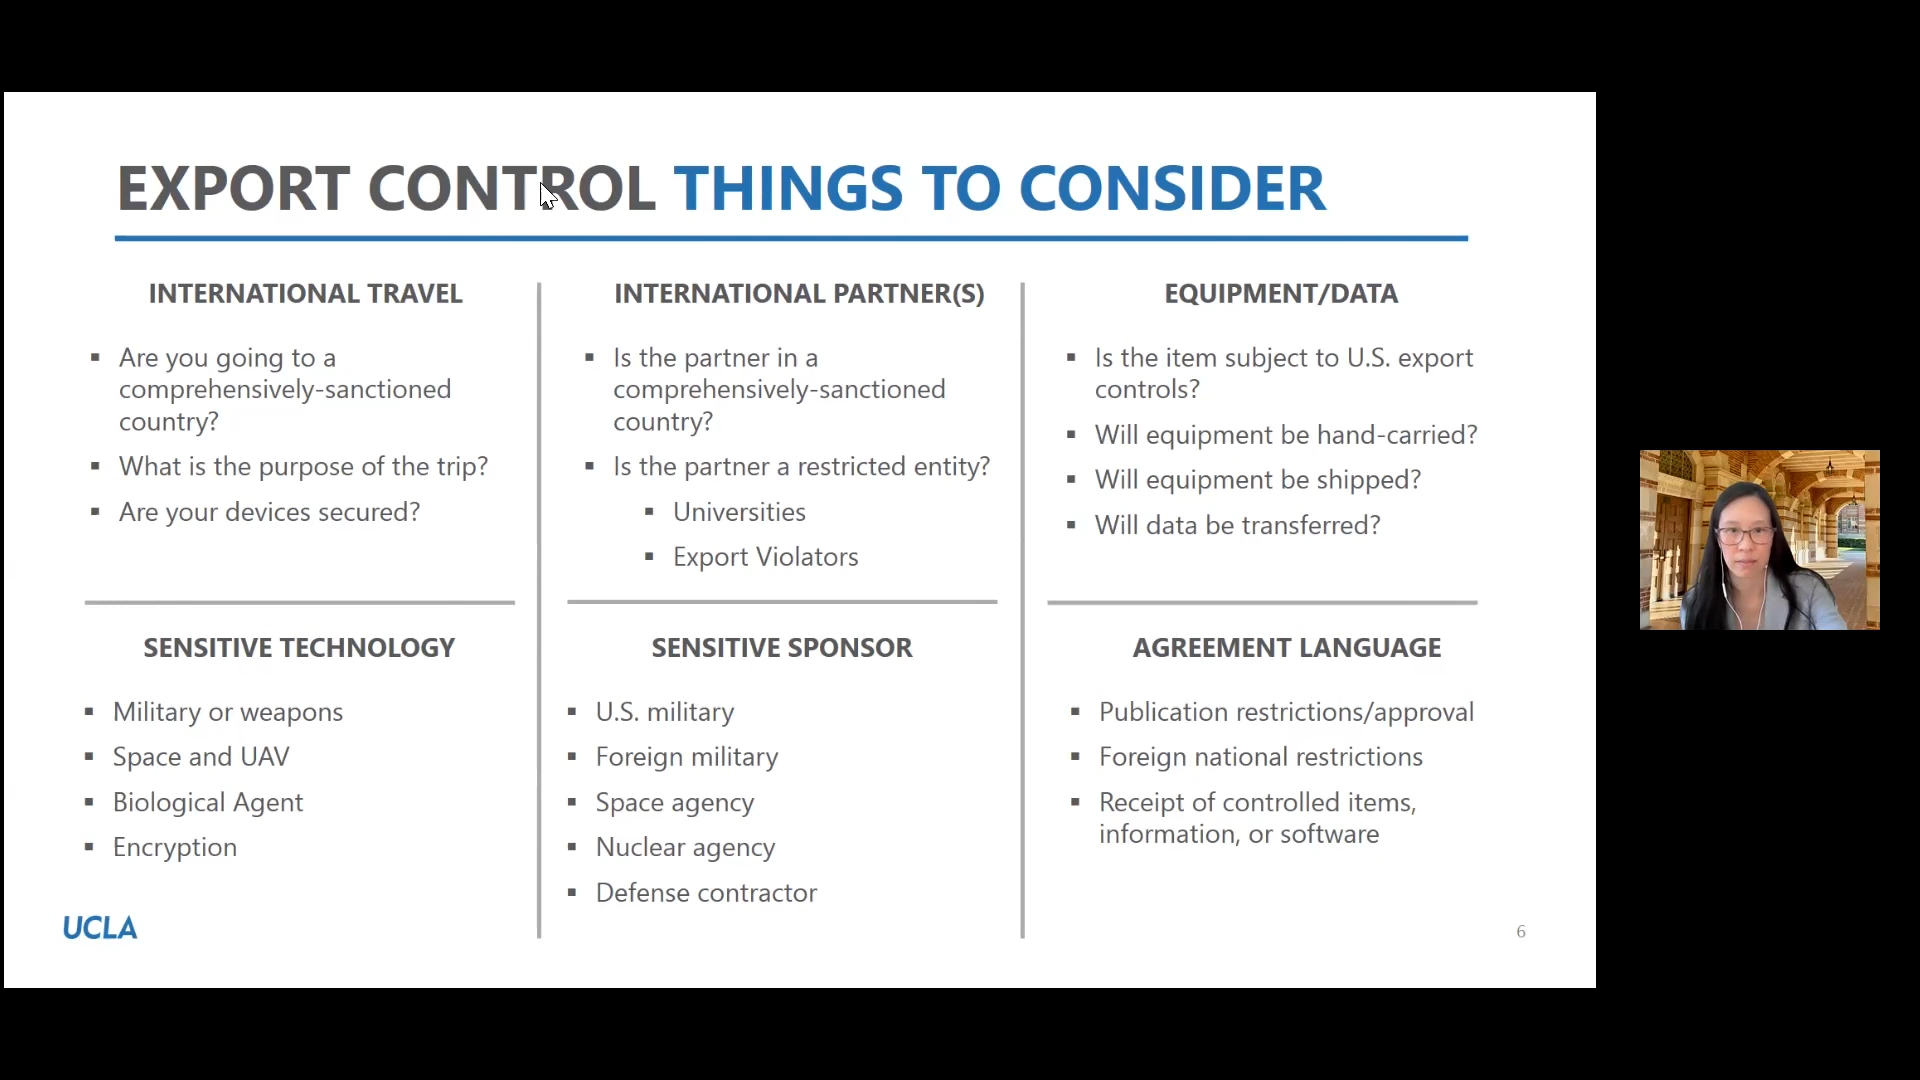 EXPORT CONTROL THINGS TO CONSIDER
INTERNATIONAL TRAVEL
▪ Are you going to a
comprehensively-sanctioned
country?
▪ What is the purpose of the trip?
▪ Are your devices secured?
INTERNATIONAL PARTNER(S)
▪ Is the partner in a
comprehensively-sanctioned
country?
▪ Is the partner a restricted entity?
▪ Universities
▪ Export Violators
EQUIPMENT/DATA
▪ Is the item subject to U.S. export
controls?
▪ Will equipment be hand-carried?
▪ Will equipment be shipped?
▪ Will data be transferred?
SENSITIVE TECHNOLOGY
▪ Military or weapons
▪ Space and UAV
▪ Biological Agent
▪ Encryption
SENSITIVE SPONSOR
▪ U.S. military
▪ Foreign military
▪ Space agency
▪ Nuclear agency
▪ Defense contractor
AGREEMENT LANGUAGE
▪ Publication restrictions/approval
▪ Foreign national restrictions
▪ Receipt of controlled items,
information, or software
UCLA
6